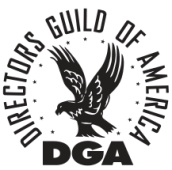 DIRECTORS GUILD OF AMERICA
DGA